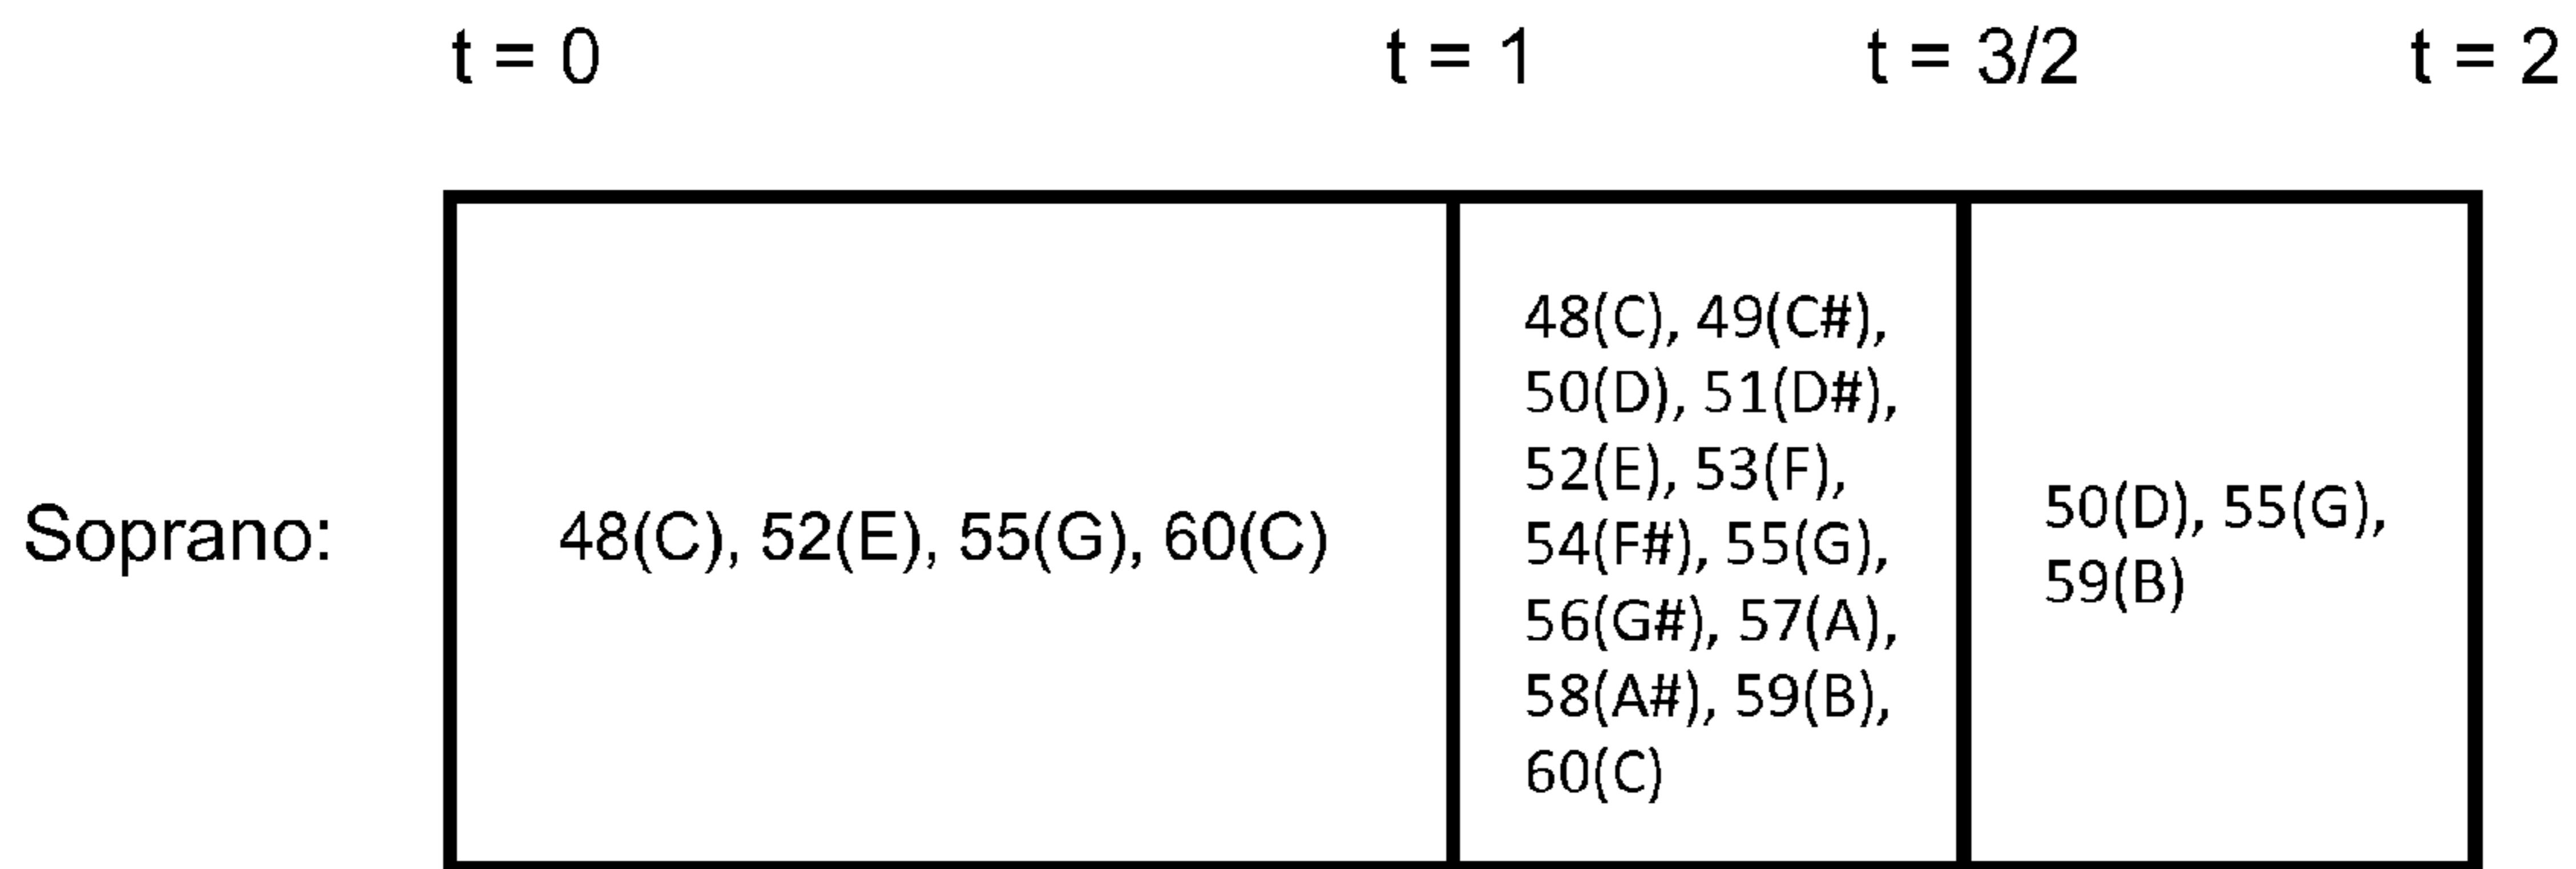 t = 0 t = 1 t = 3/2 t = 2
Soprano:
48(C), 52(E), 55(G), 60(C)
48(C), 49(C#),
50(D), 51(D#),
52(E), 53(F),
54(F#), 55(G),
56(G#), 57(A),
58(A#), 59(B),
60(C)
50(D), 55(G),
59(B)